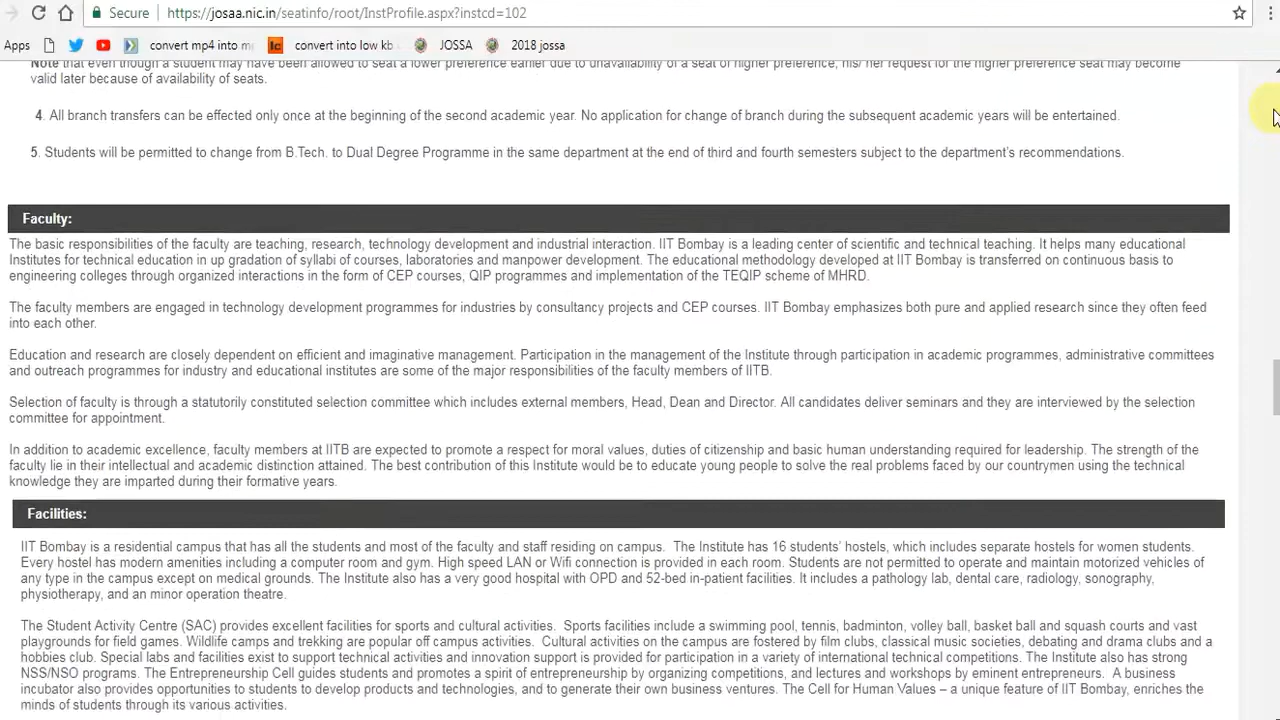 Secure https://josaa.nic.in/seatinfo/root/InstProfile.aspx?instcd=102
Apps convert mp4 into convert into low kb JOSSA 2018 jossa
Note that even though a student may have been allowed to seat a lower preference earlier due to unavailability of a seat of higher preference, his/ her request for the higher preference seat may become
valid later because of availability of seats.
4. All branch transfers can be effected only once at the beginning of the second academic year. No application for change of branch during the subsequent academic years will be entertained.
5. Students will be permitted to change from B.Tech. to Dual Degree Programme in the same department at the end of third and fourth semesters subject to the department's recommendations.
Faculty:
The basic responsibilities of the faculty are teaching, research, technology development and industrial interaction. IIT Bombay is a leading center of scientific and technical teaching. It helps many educational
Institutes for technical education in up gradation of syllabi of courses, laboratories and manpower development. The educational methodology developed at IIT Bombay is transferred on continuous basis to
engineering colleges through organized interactions in the form of CEP courses, QIP programmes and implementation of the TEQIP scheme of MHRD.
The faculty members are engaged in technology development programmes for industries by consultancy projects and CEP courses. IIT Bombay emphasizes both pure and applied research since they often feed
into each other.
Education and research are closely dependent on efficient and imaginative management. Participation in the management of the Institute through participation in academic programmes, administrative committees
and outreach programmes for industry and educational institutes are some of the major responsibilities of the faculty members of IITB.
Selection of faculty is through a statutorily constituted selection committee which includes external members, Head, Dean and Director. All candidates deliver seminars and they are interviewed by the selection
committee for appointment.
In addition to academic excellence, faculty members at IITB are expected to promote a respect for moral values, duties of citizenship and basic human understanding required for leadership. The strength of the
faculty lie in their intellectual and academic distinction attained. The best contribution of this Institute would be to educate young people to solve the real problems faced by our countrymen using the technical
knowledge they are imparted during their formative years.
Facilities:
IIT Bombay is a residential campus that has all the students and most of the faculty and staff residing on campus. The Institute has 16 students' hostels, which includes separate hostels for women students.
Every hostel has modern amenities including a computer room and gym. High speed LAN or Wifi connection is provided in each room. Students are not permitted to operate and maintain motorized vehicles of
any type in the campus except on medical grounds. The Institute also has a very good hospital with OPD and 52-bed in-patient facilities. It includes a pathology lab, dental care, radiology, sonography,
physiotherapy, and an minor operation theatre.
The Student Activity Centre (SAC) provides excellent facilities for sports and cultural activities. Sports facilities include a swimming pool, tennis, badminton, volley ball, basket ball and squash courts and vast
playgrounds for field games. Wildlife camps and trekking are popular off campus activities. Cultural activities on the campus are fostered by film clubs, classical music societies, debating and drama clubs and a
hobbies club. Special labs and facilities exist to support technical activities and innovation support is provided for participation in a variety of international technical competitions. The Institute also has strong
NSS/NSO programs. The Entrepreneurship Cell guides students and promotes a spirit of entrepreneurship by organizing competitions, and lectures and workshops by eminent entrepreneurs. A business
incubator also provides opportunities to students to develop products and technologies, and to generate their own business ventures. The Cell for Human Values – a unique feature of IIT Bombay, enriches the
minds of students through its various activities.